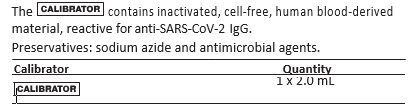 The CALIBRATOR contains inactivated, cell-free, human blood-derived
material, reactive for anti-SARS-CoV-2 IgG.
Preservatives: sodium azide and antimicrobial agents.
Calibrator Quantity
CALIBRATOR 1 x 2.0 mL